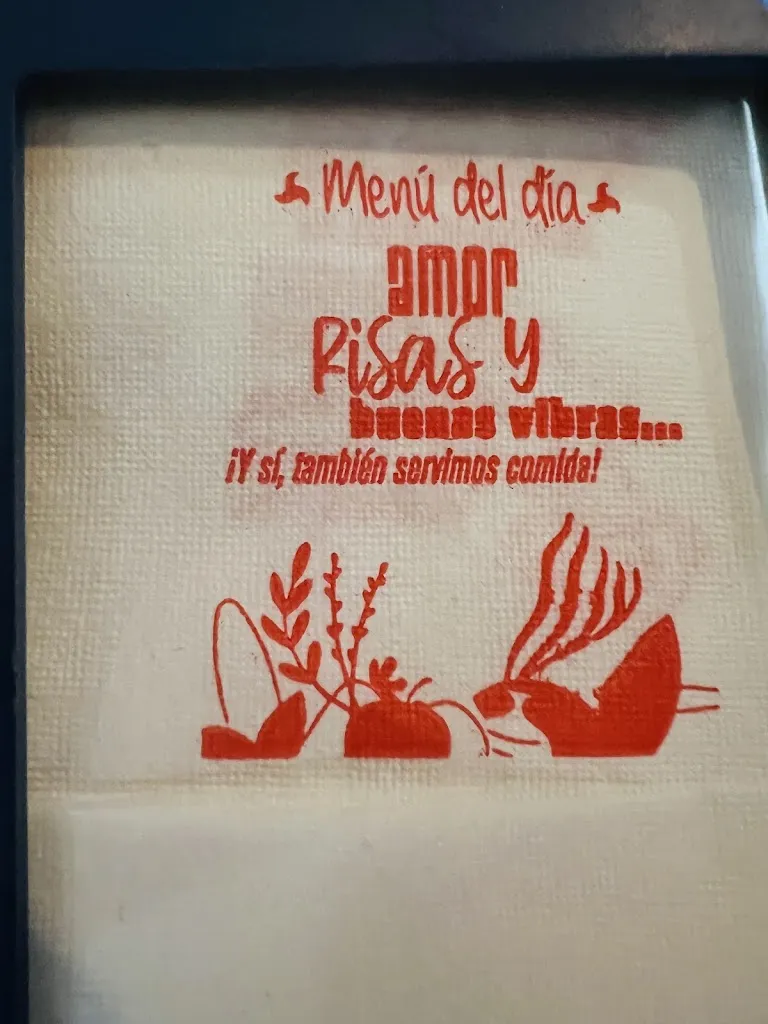 Menú del día
amor
Risas y
buenas vibras...
¡Y sí, también servimos comida!